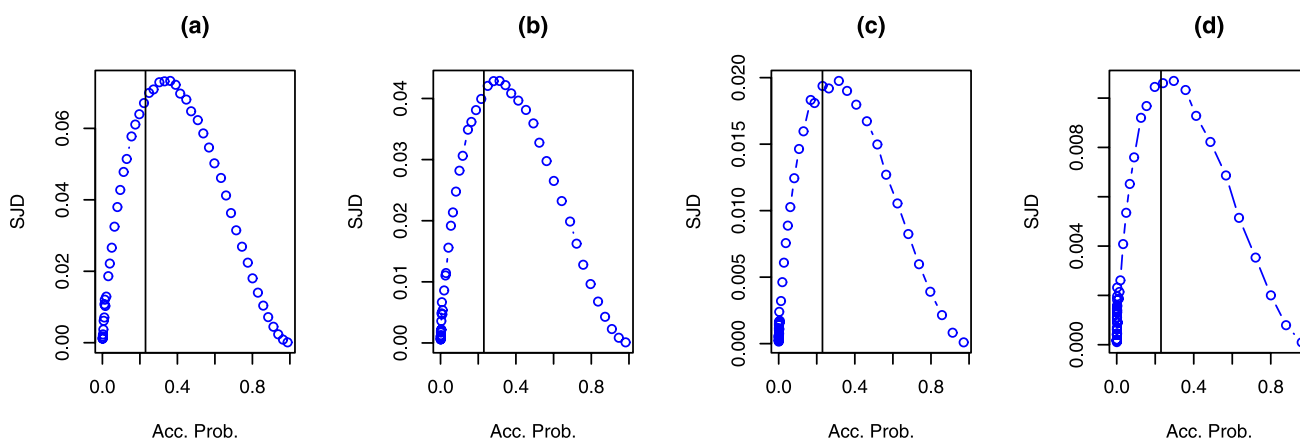 (a) (b) (c) (d)
SJD SJD SJD SJD
0.06 0.04 0.020 0.008
0.04 0.03 0.015 0.004
0.02 0.02 0.010 0.000
0.00 0.01 0.005
0.00 0.000
0.0 0.4 0.8 0.0 0.4 0.8 0.0 0.4 0.8 0.0 0.4 0.8
Acc. Prob. Acc. Prob. Acc. Prob. Acc. Prob.